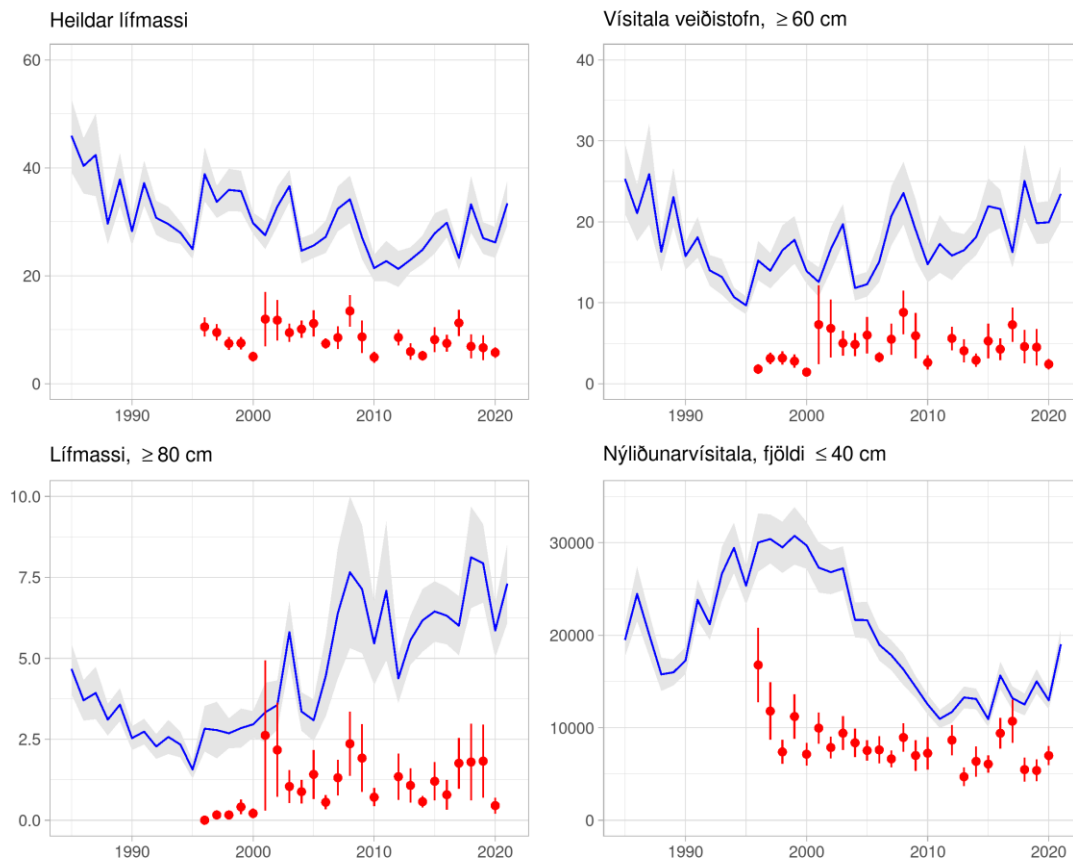 Heildar lífmassi
60
40
20
0
1990 2000 2010 2020
Vísitala veiðistofn, ≥ 60 cm
40
30
20
10
0
1990 2000 2010 2020
Lífmassi, ≥ 80 cm
10.0
7.5
5.0
2.5
0.0
1990 2000 2010 2020
Nýliðunarvísitala, fjöldi ≤ 40 cm
30000
20000
10000
0
1990 2000 2010 2020